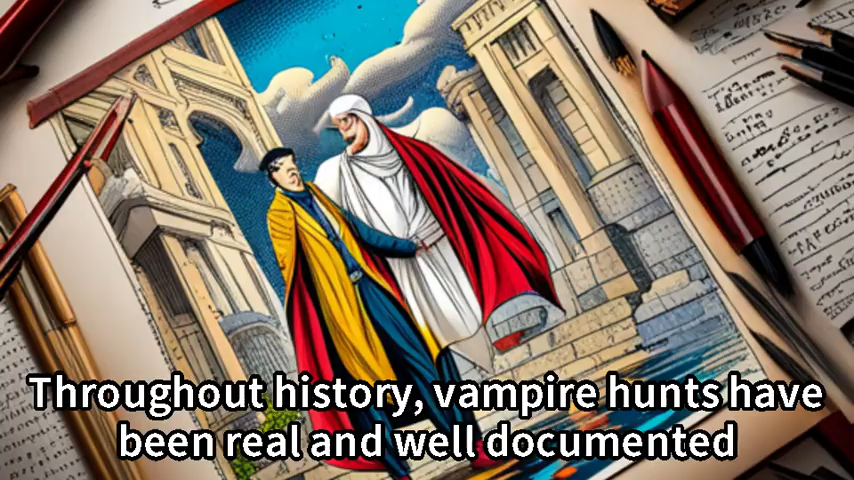 Throughout history, vampire hunts have
been real and well documented